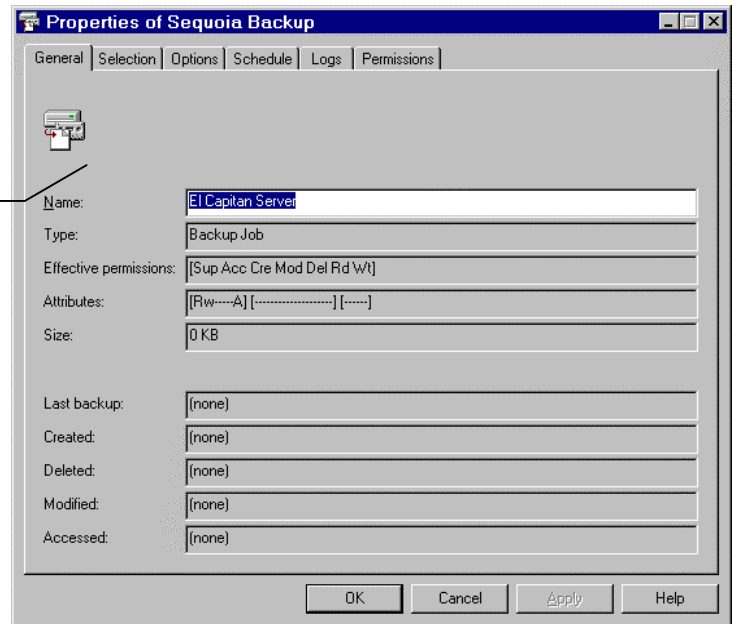 Properties of Sequoia Backup
General Selection Options Schedule Logs Permissions
Name: El Capitan Server
Type: Backup Job
Effective permissions: [Sup Acc Cre Mod Del Rd Wt]
Attributes: [Rw-----A] [--------------------] [------]
Size: 0 KB
Last backup: (none)
Created: (none)
Deleted: (none)
Modified: (none)
Accessed: (none)
OK Cancel Apply Help